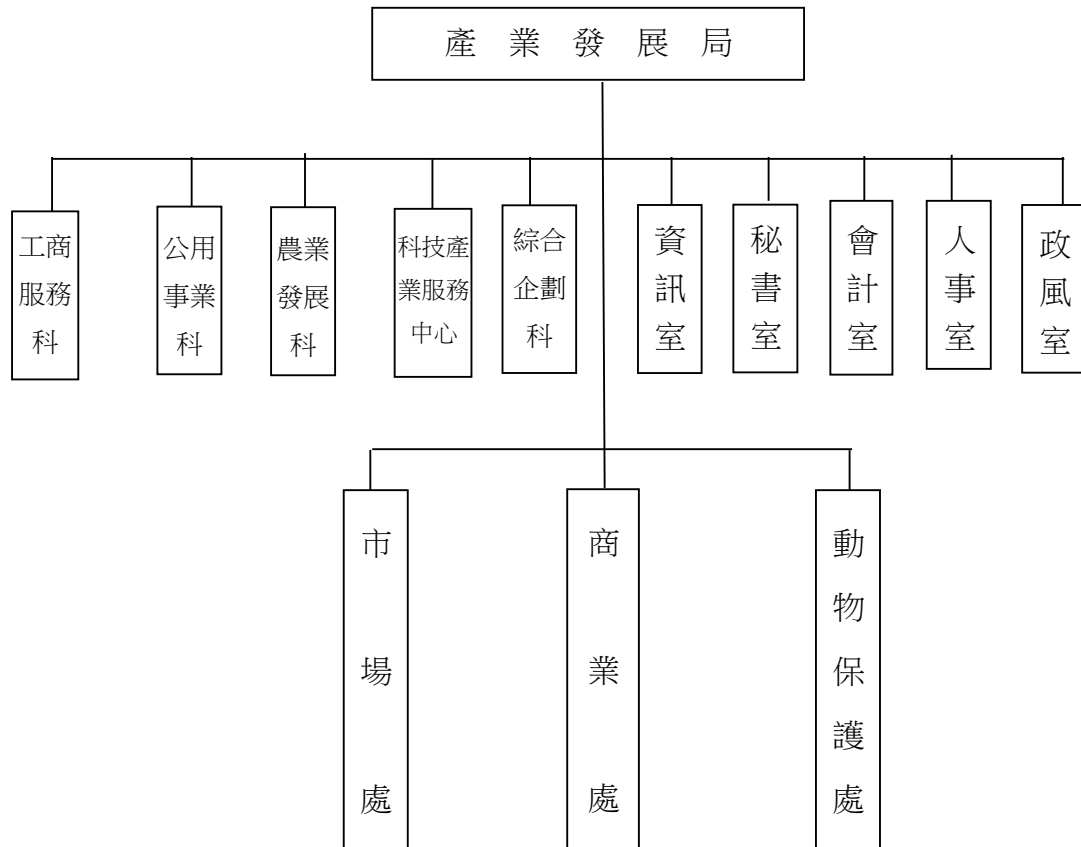 產業發展局
工商
服務
科
公用
事業
科
農業
發展
科
科技產
業服務
中心
綜合
企劃
科
資訊室
秘書室
會計室
人事室
政風室
市場處
商業處
動物保護處